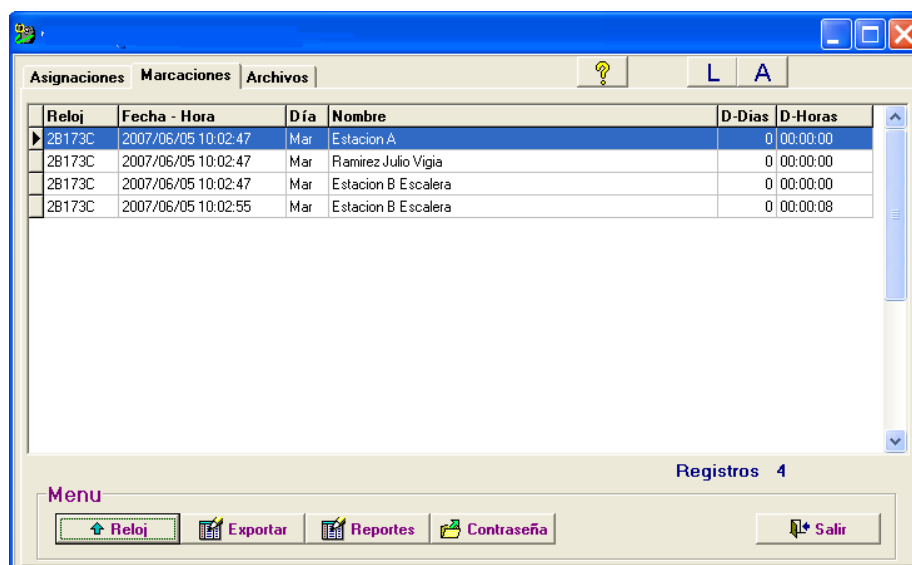 Asignaciones Marcaciones Archivos ? L A
Reloj Fecha - Hora Día Nombre D-Dias D-Horas
2B173C 2007/06/05 10:02:47 Mar Estacion A 0 00:00:00
2B173C 2007/06/05 10:02:47 Mar Ramirez Julio Vigia 0 00:00:00
2B173C 2007/06/05 10:02:47 Mar Estacion B Escalera 0 00:00:00
2B173C 2007/06/05 10:02:55 Mar Estacion B Escalera 0 00:00:08
Registros 4
Menu
Reloj Exportar Reportes Contraseña Salir